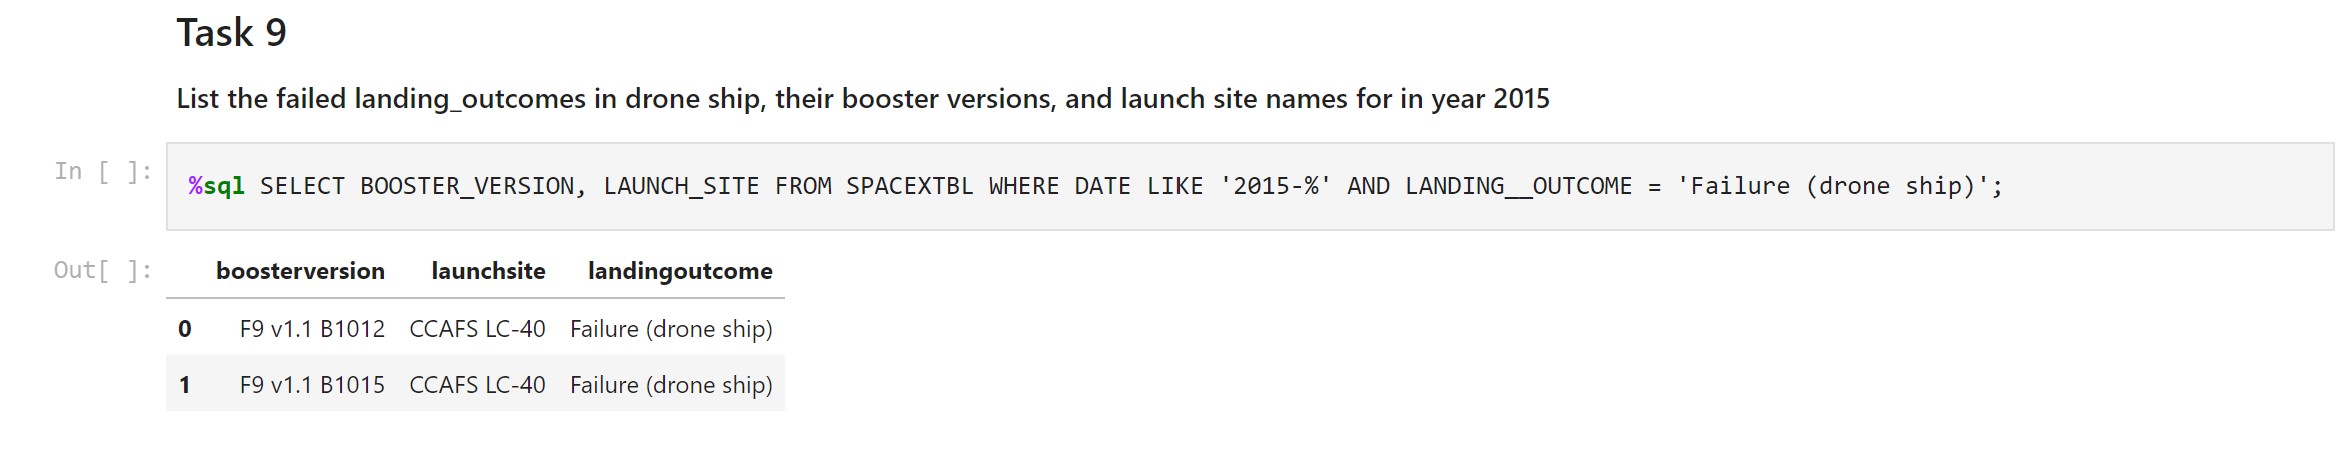 Task 9
List the failed landing_outcomes in drone ship, their booster versions, and launch site names for in year 2015
In [ ]:
%sql SELECT BOOSTER_VERSION, LAUNCH_SITE FROM SPACEXTBL WHERE DATE LIKE '2015-%' AND LANDING__OUTCOME = 'Failure (drone ship)';
Out[ ]:
boosterversion launchsite landingoutcome
0 F9 v1.1 B1012 CCAFS LC-40 Failure (drone ship)
1 F9 v1.1 B1015 CCAFS LC-40 Failure (drone ship)